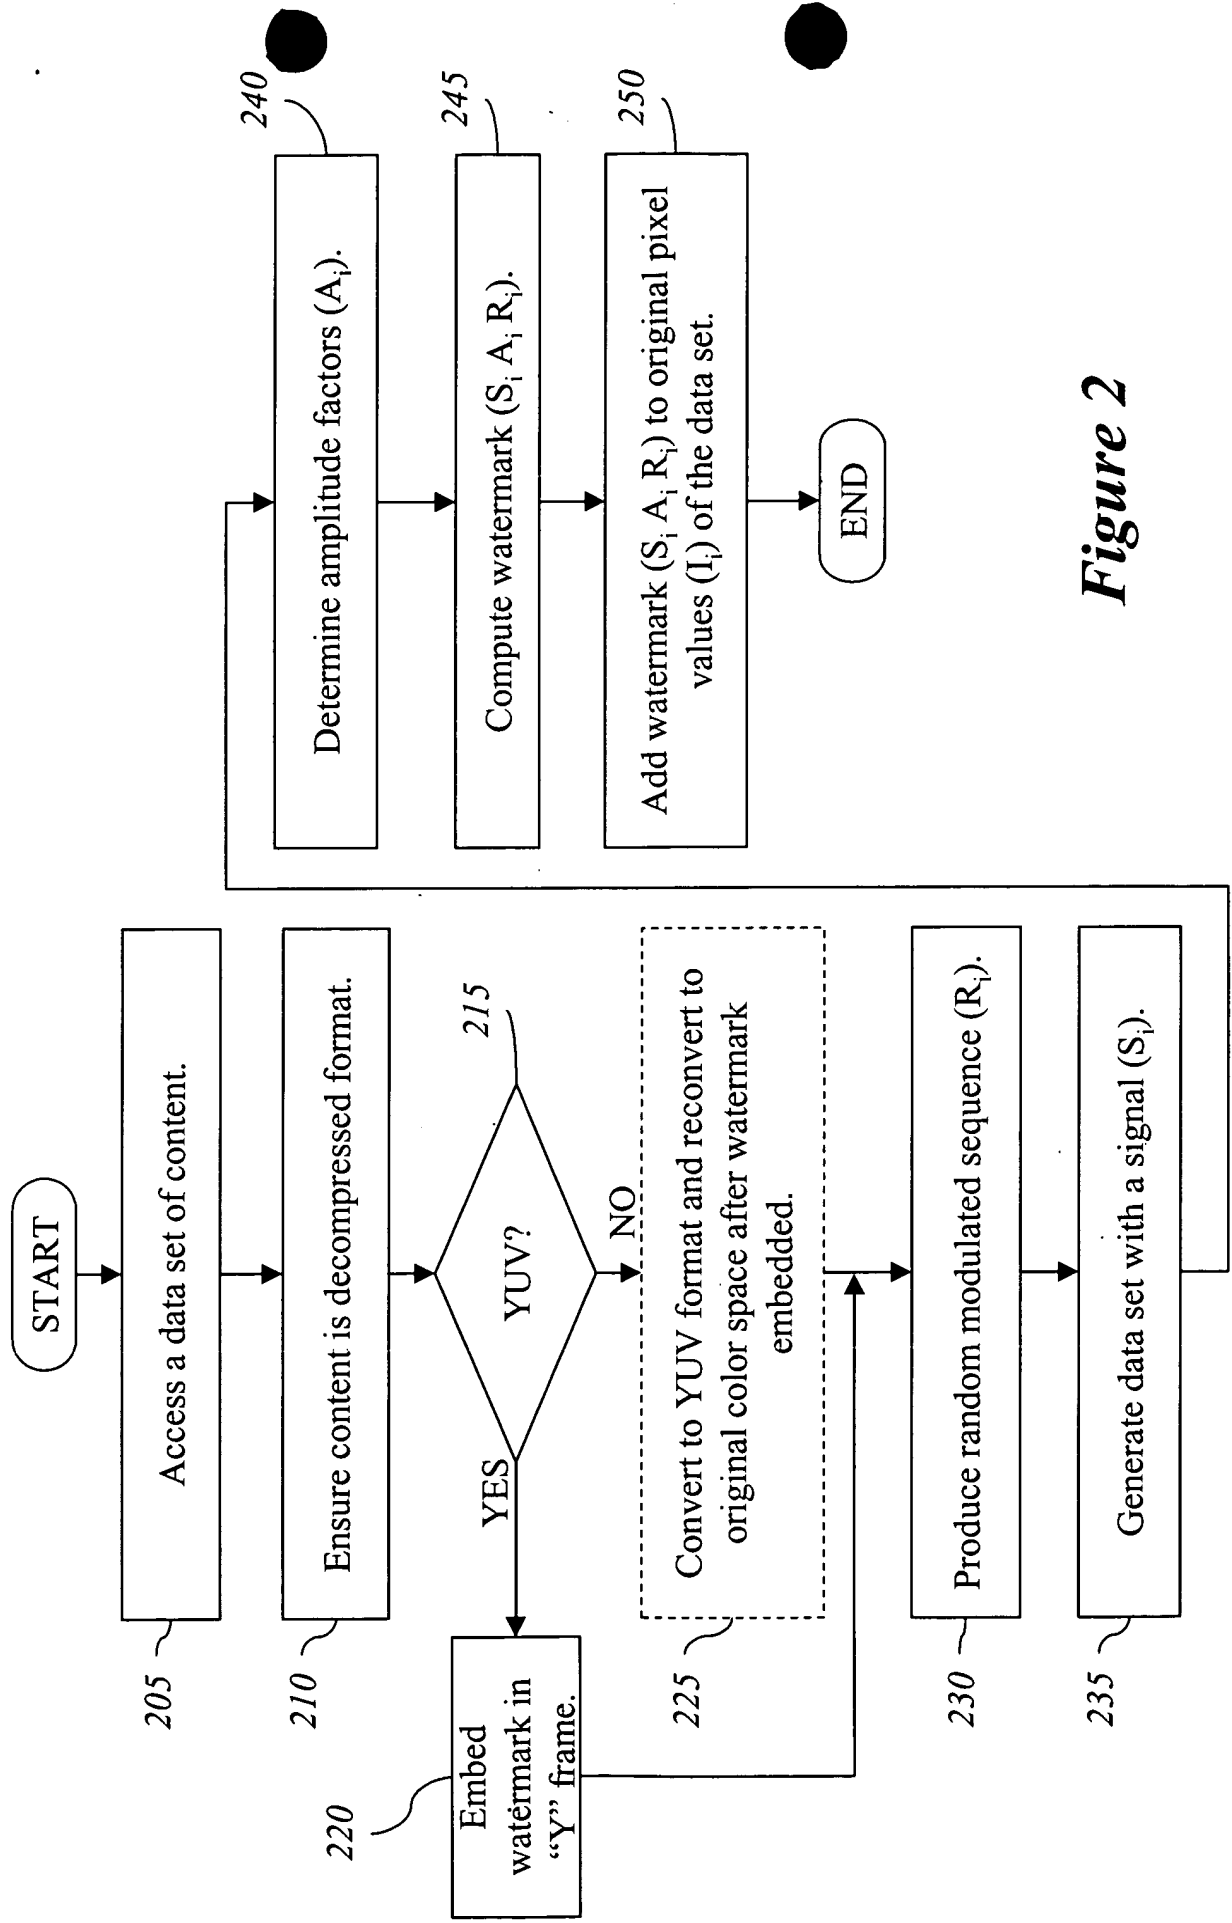 START
Access a data set of content.
205
Ensure content is decompressed format.
210
YUV?
215
YES
NO
Embed
watermark in
“Y” frame.
220
Convert to YUV format and reconvert to
original color space after watermark
embedded.
225
Produce random modulated sequence (Rᵢ).
230
Generate data set with a signal (Sᵢ).
235
Determine amplitude factors (Aᵢ).
240
Compute watermark (Sᵢ Aᵢ Rᵢ).
245
Add watermark (Sᵢ Aᵢ Rᵢ) to original pixel
values (Iᵢ) of the data set.
250
END
Figure 2